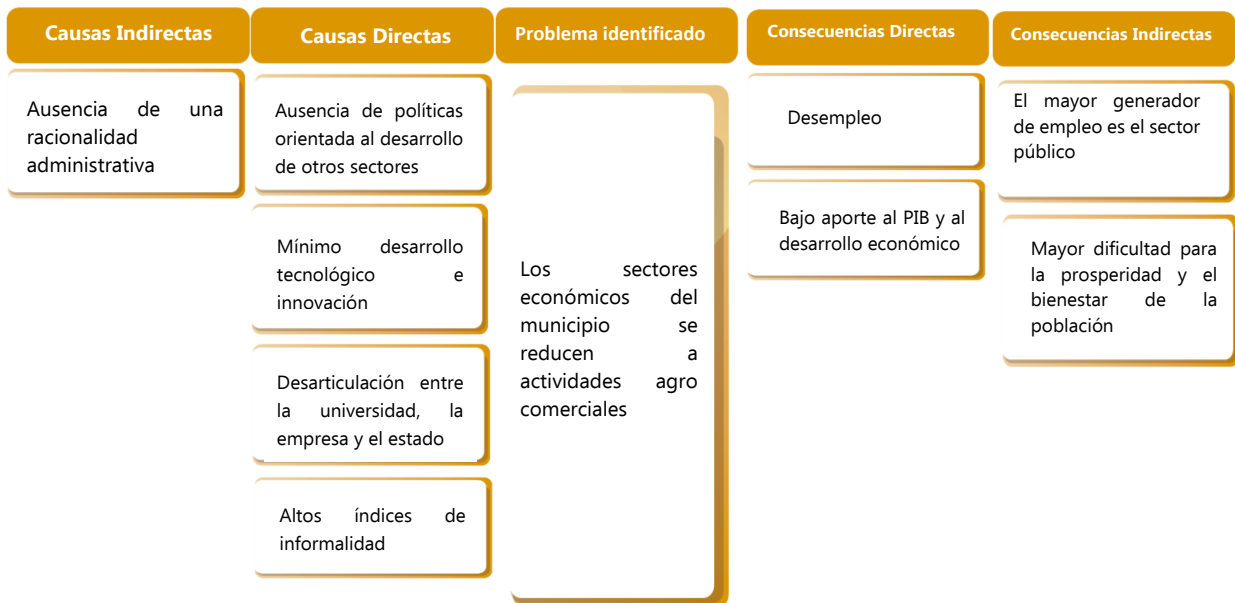 Causas Indirectas
Ausencia de una
racionalidad
administrativa
Causas Directas
Ausencia de políticas
orientada al desarrollo
de otros sectores
Mínimo desarrollo
tecnológico e
innovación
Desarticulación entre
la universidad, la
empresa y el estado
Altos índices de
informalidad
Problema identificado
Los sectores
económicos del
municipio se
reducen a
actividades agro
comerciales
Consecuencias Directas
Desempleo
Bajo aporte al PIB y al
desarrollo económico
Consecuencias Indirectas
El mayor generador
de empleo es el sector
público
Mayor dificultad para
la prosperidad y el
bienestar de la
población